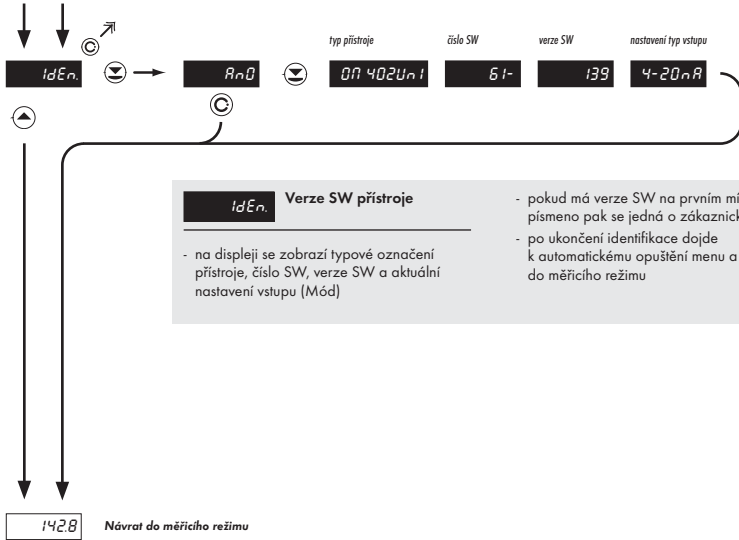 typ přístroje číslo SW verze SW nastavení typ vstupu
IdEn. AnO OM 402UnI 61- 139 4-20nA
C
C
IdEn. Verze SW přístroje
- na displeji se zobrazí typové označení
přístroje, číslo SW, verze SW a aktuální
nastavení vstupu (Mód)
- pokud má verze SW na prvním mí
písmeno pak se jedná o zákaznick
- po ukončení identifikace dojde
k automatickému opuštění menu a
do měřicího režimu
142.8 Návrat do měřicího režimu